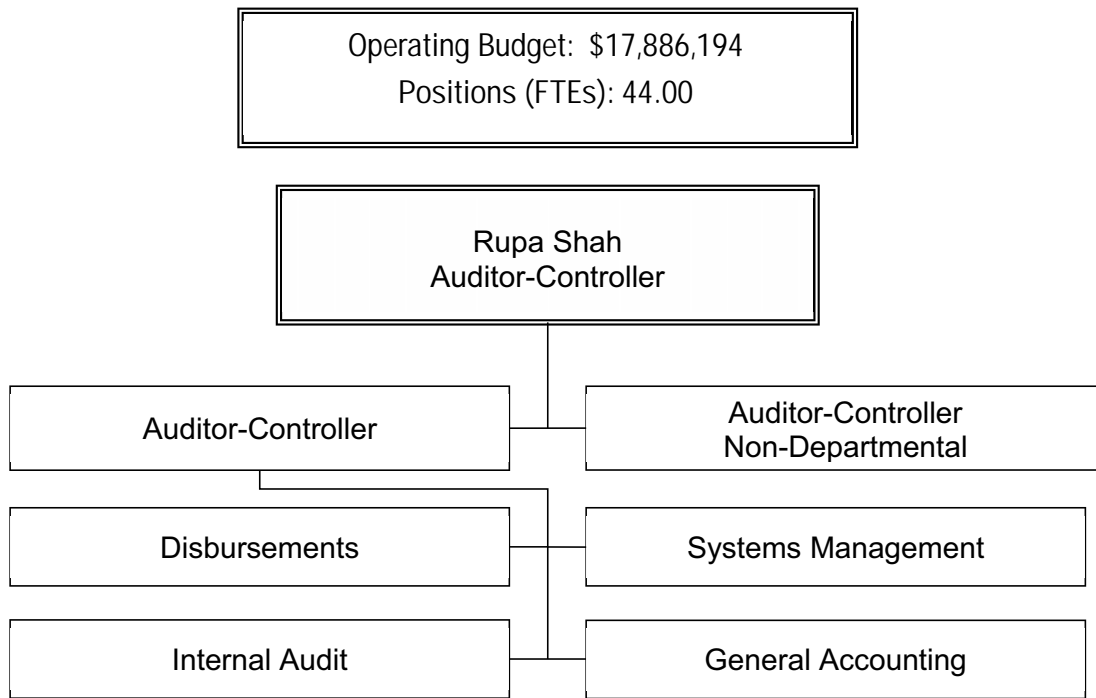 Operating Budget: $17,886,194
Positions (FTEs): 44.00
Rupa Shah
Auditor-Controller
Auditor-Controller
Auditor-Controller
Non-Departmental
Disbursements
Systems Management
Internal Audit
General Accounting